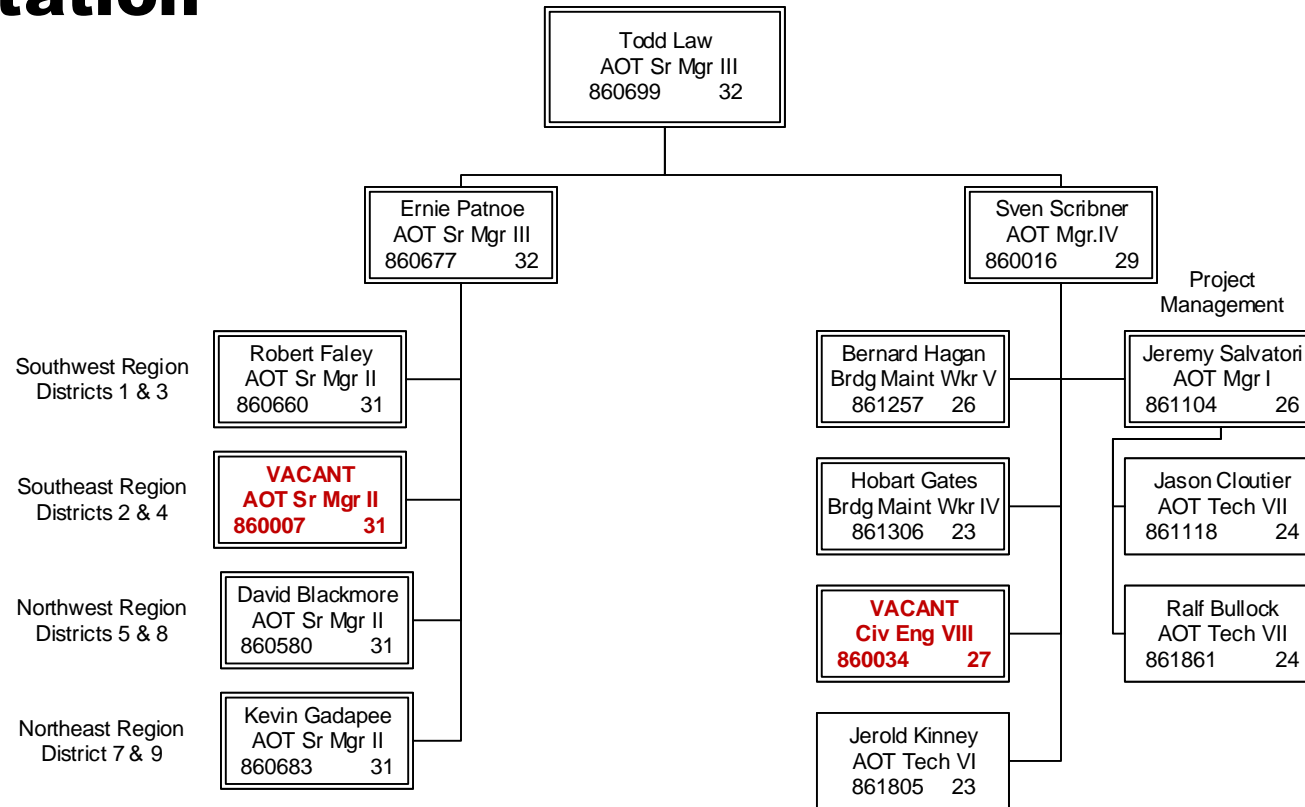 tation
Todd Law
AOT Sr Mgr III
860699 32
Ernie Patnoe
AOT Sr Mgr III
860677 32
Sven Scribner
AOT Mgr.IV
860016 29
Project
Management
Southwest Region
Districts 1 & 3
Robert Faley
AOT Sr Mgr II
860660 31
Bernard Hagan
Brdg Maint Wkr V
861257 26
Jeremy Salvatori
AOT Mgr I
861104 26
Southeast Region
Districts 2 & 4
VACANT
AOT Sr Mgr II
860007 31
Hobart Gates
Brdg Maint Wkr IV
861306 23
Jason Cloutier
AOT Tech VII
861118 24
Northwest Region
Districts 5 & 8
David Blackmore
AOT Sr Mgr II
860580 31
VACANT
Civ Eng VIII
860034 27
Ralf Bullock
AOT Tech VII
861861 24
Northeast Region
District 7 & 9
Kevin Gadapee
AOT Sr Mgr II
860683 31
Jerold Kinney
AOT Tech VI
861805 23